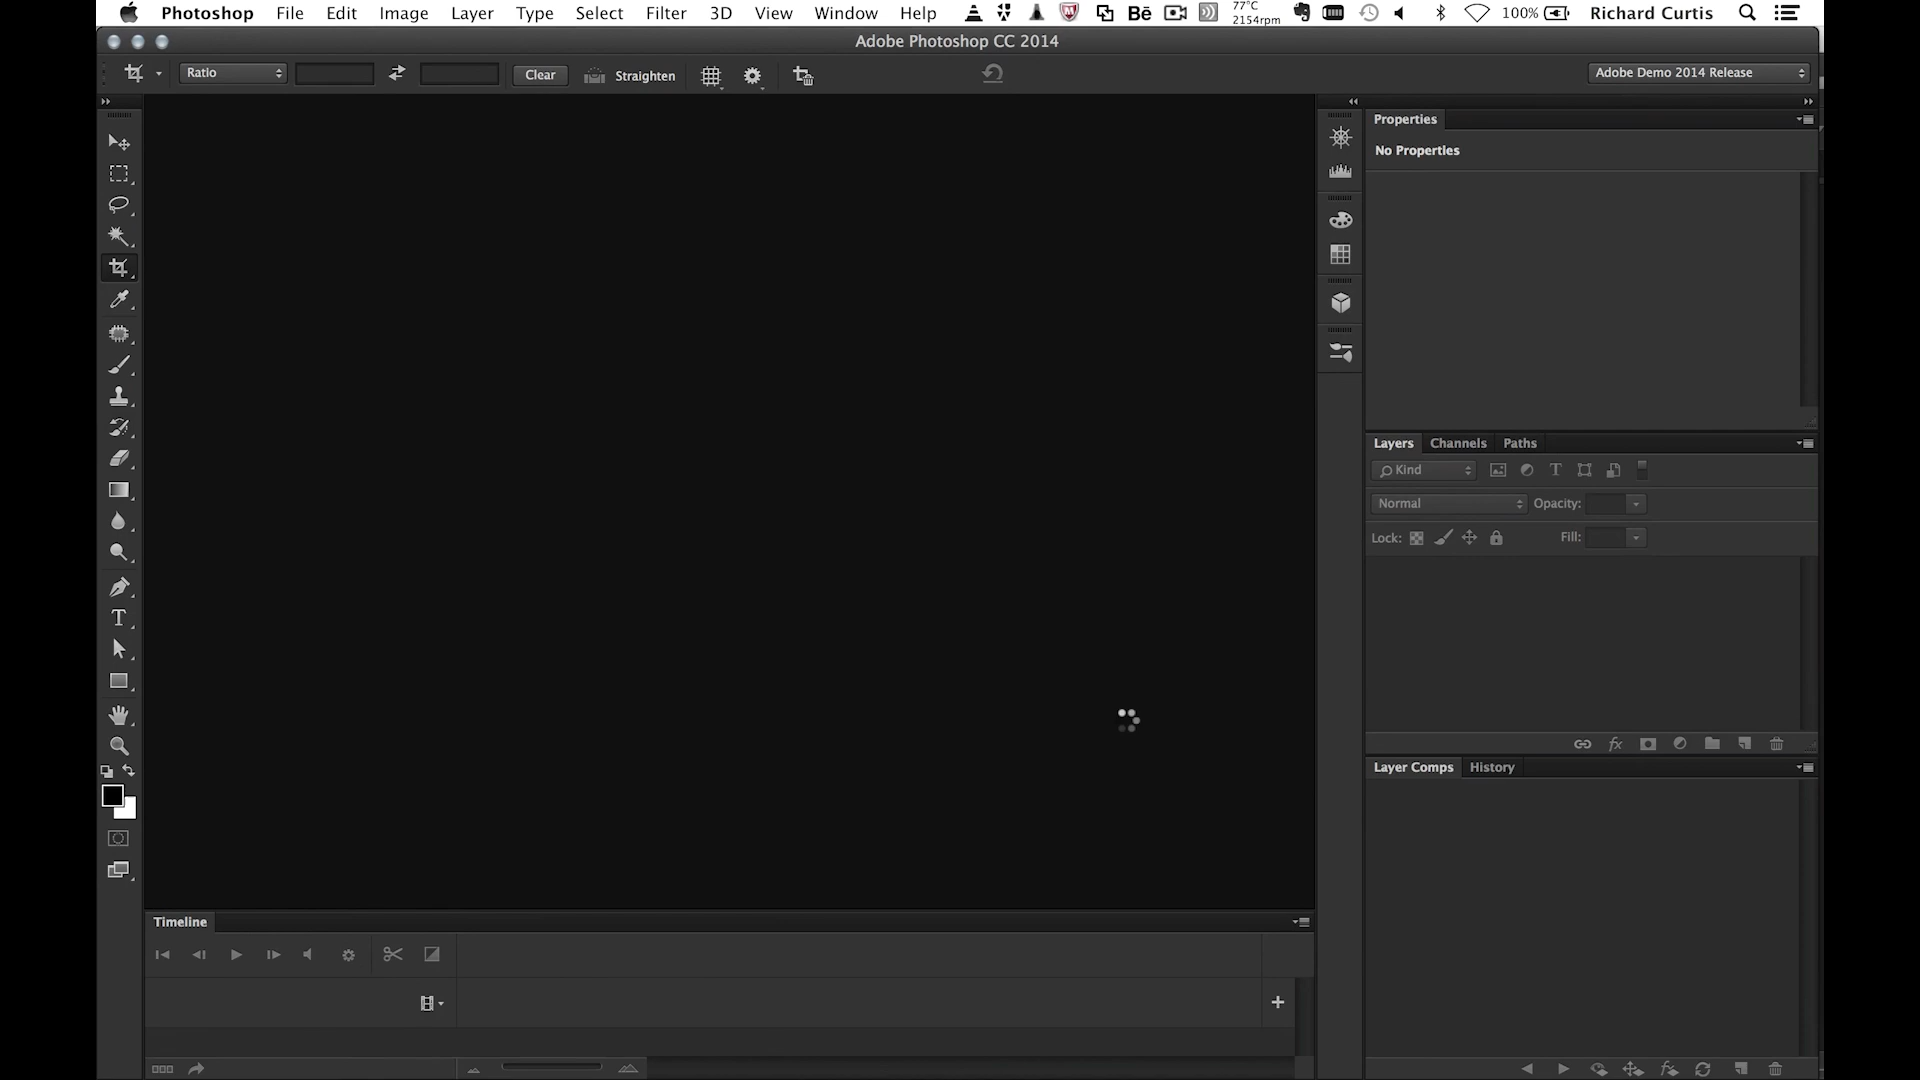 Photoshop File Edit Image Layer Type Select Filter 3D View Window Help Bē 77°C 2154rpm 100% Richard Curtis
Adobe Photoshop CC 2014
Ratio Clear Straighten Adobe Demo 2014 Release
Properties
No Properties
Layers Channels Paths
Kind
Normal Opacity:
Lock: Fill:
Layer Comps History
Timeline